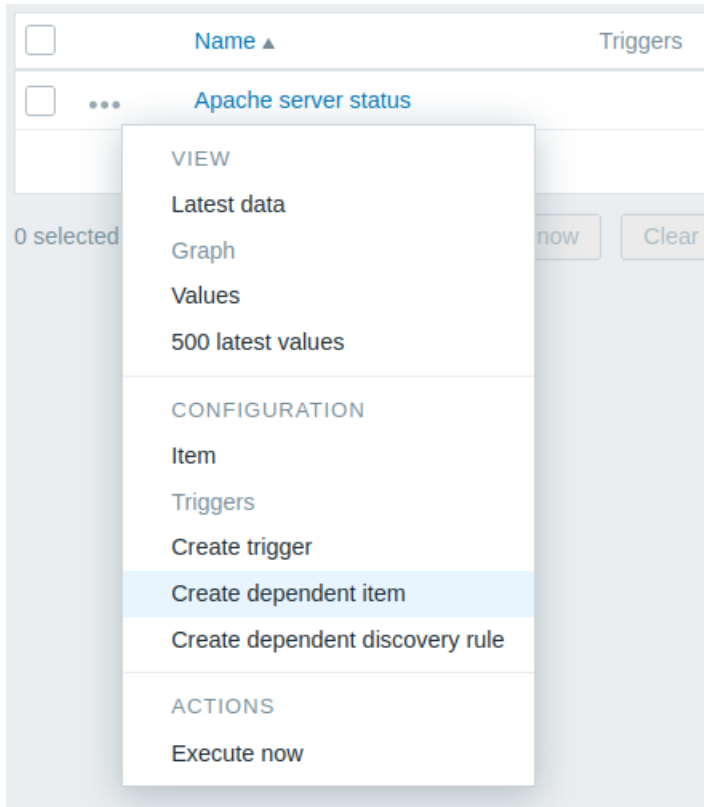 Name ▲ Triggers
Apache server status
VIEW
Latest data
0 selected now Clear
Graph
Values
500 latest values
CONFIGURATION
Item
Triggers
Create trigger
Create dependent item
Create dependent discovery rule
ACTIONS
Execute now